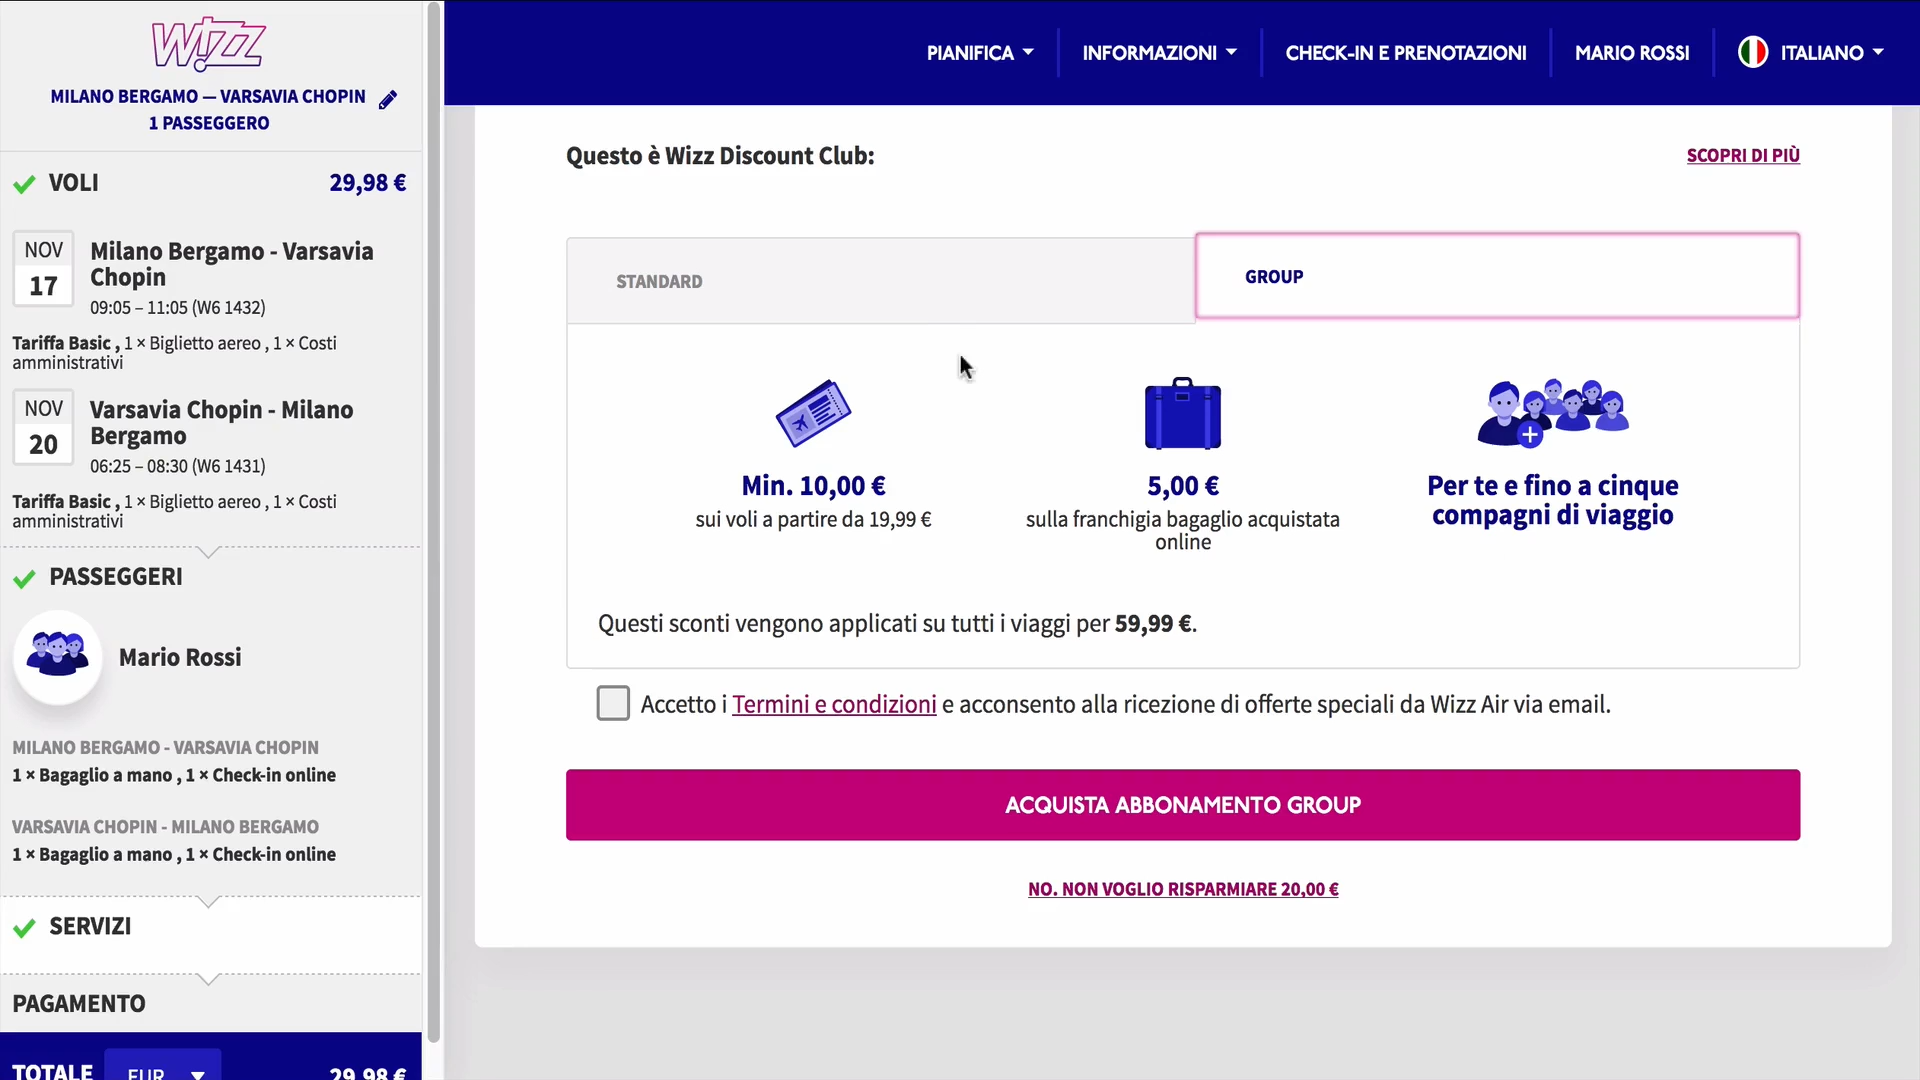 WIZZ
MILANO BERGAMO — VARSAVIA CHOPIN
1 PASSEGGERO
VOLI 29,98 €
NOV
17
Milano Bergamo - Varsavia
Chopin
09:05 – 11:05 (W6 1432)
Tariffa Basic , 1 × Biglietto aereo , 1 × Costi
amministrativi
NOV
20
Varsavia Chopin - Milano
Bergamo
06:25 – 08:30 (W6 1431)
Tariffa Basic , 1 × Biglietto aereo , 1 × Costi
amministrativi
PASSEGGERI
Mario Rossi
MILANO BERGAMO - VARSAVIA CHOPIN
1 × Bagaglio a mano , 1 × Check-in online
VARSAVIA CHOPIN - MILANO BERGAMO
1 × Bagaglio a mano , 1 × Check-in online
SERVIZI
PAGAMENTO
TOTALE EUR 29,98 €
PIANIFICA INFORMAZIONI CHECK-IN E PRENOTAZIONI MARIO ROSSI ITALIANO
Questo è Wizz Discount Club: SCOPRI DI PIÙ
STANDARD GROUP
Min. 10,00 €
sui voli a partire da 19,99 €
5,00 €
sulla franchigia bagaglio acquistata
online
Per te e fino a cinque
compagni di viaggio
Questi sconti vengono applicati su tutti i viaggi per 59,99 €.
Accetto i Termini e condizioni e acconsento alla ricezione di offerte speciali da Wizz Air via email.
ACQUISTA ABBONAMENTO GROUP
NO. NON VOGLIO RISPARMIARE 20,00 €